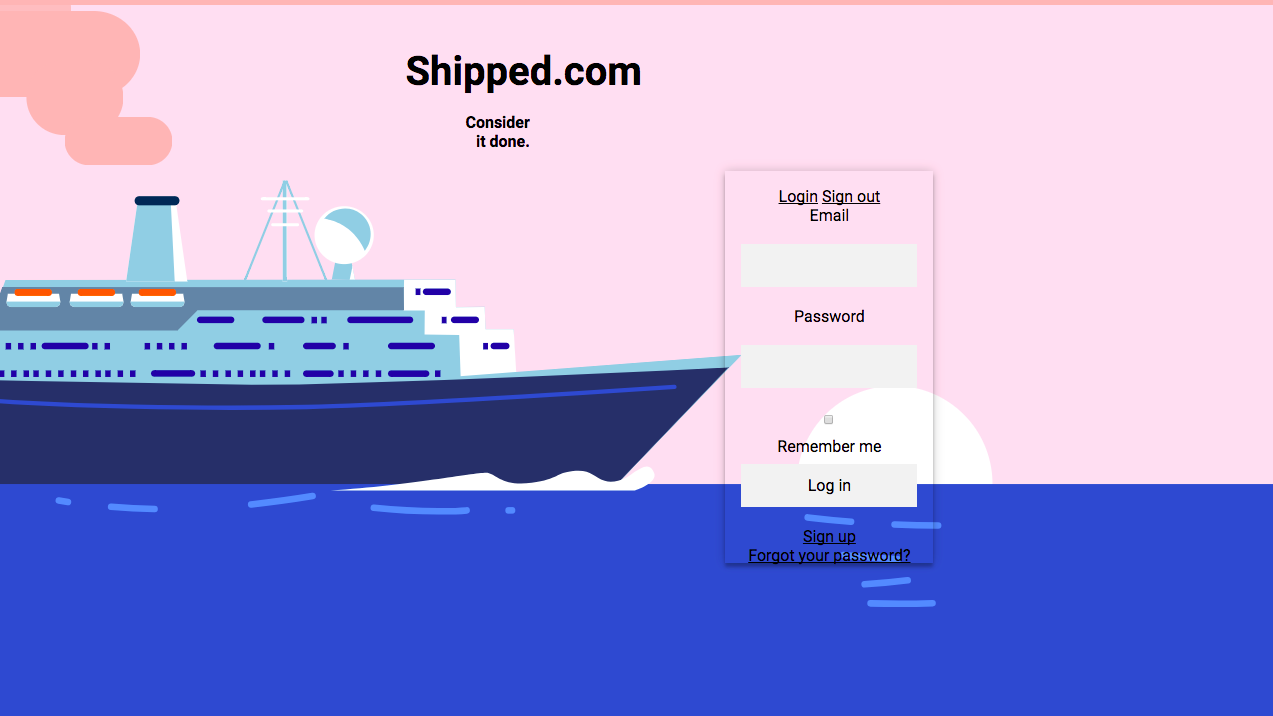 Shipped.com
Consider
it done.
Login Sign out
Email
Password
Remember me
Log in
Sign up
Forgot your password?